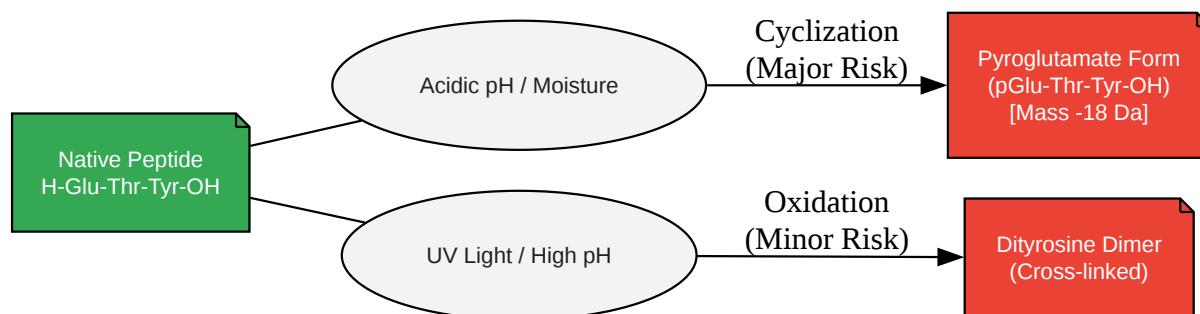 Native Peptide
H-Glu-Thr-Tyr-OH
Acidic pH / Moisture
Cyclization
(Major Risk)
Pyroglutamate Form
(pGlu-Thr-Tyr-OH)
[Mass -18 Da]
UV Light / High pH
Oxidation
(Minor Risk)
Dityrosine Dimer
(Cross-linked)